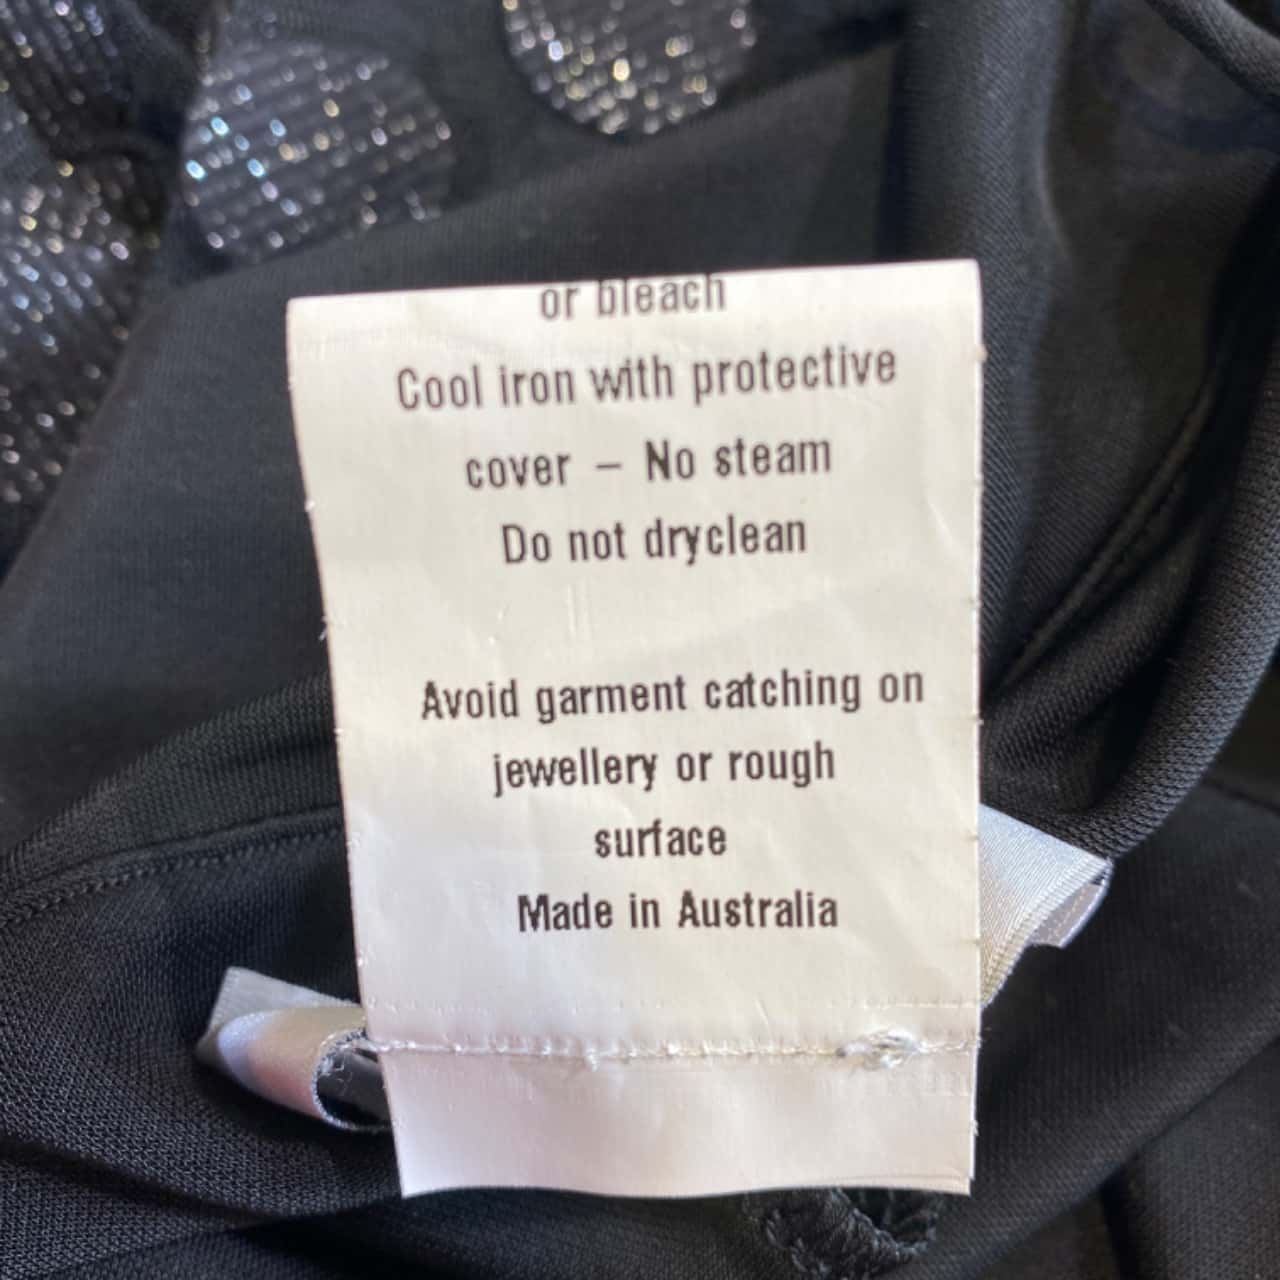 or bleach
Cool iron with protective
cover – No steam
Do not dryclean
Avoid garment catching on
jewellery or rough
surface
Made in Australia